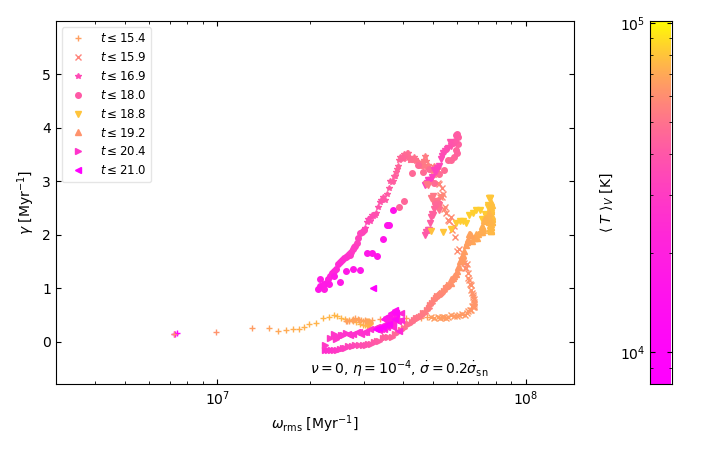 t ≤ 15.4
t ≤ 15.9
t ≤ 16.9
t ≤ 18.0
t ≤ 18.8
t ≤ 19.2
t ≤ 20.4
t ≤ 21.0
5
4
3
2
1
0
γ [Myr⁻¹]
ν = 0, η = 10⁻⁴, σ̇ = 0.2σ̇sn
10⁷
10⁸
ωrms [Myr⁻¹]
10⁵
10⁴
⟨ T ⟩V [K]